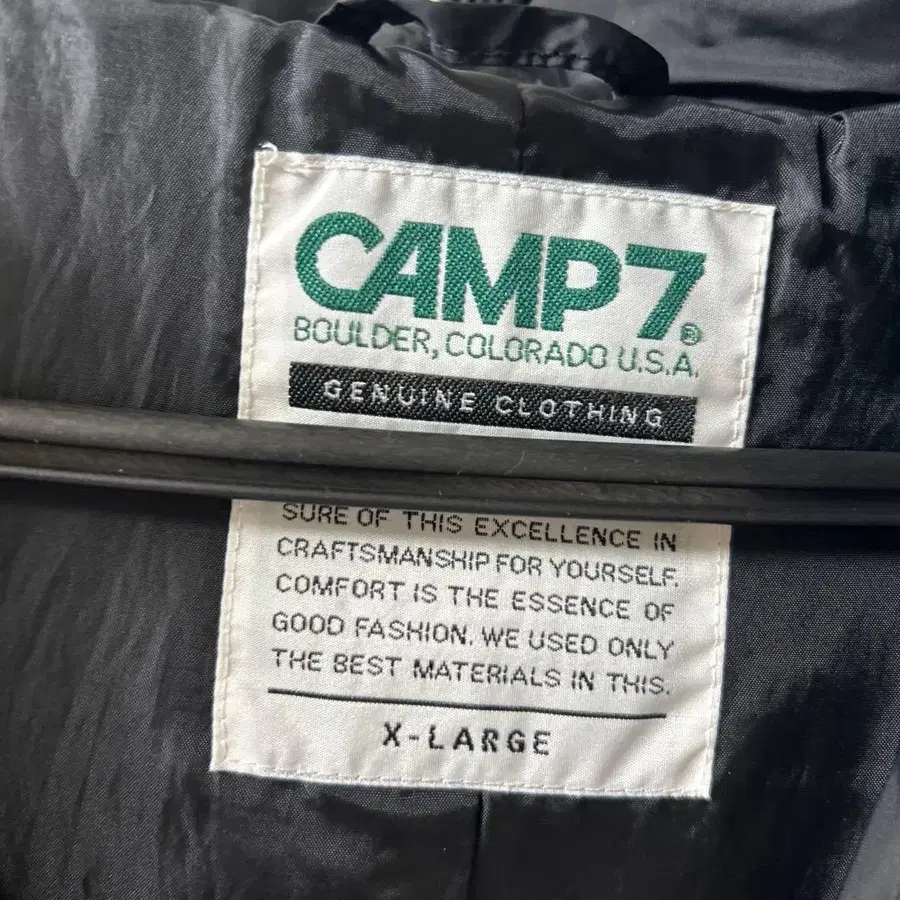 CAMP7®
BOULDER, COLORADO U.S.A.
GENUINE CLOTHING
SURE OF THIS EXCELLENCE IN
CRAFTSMANSHIP FOR YOURSELF.
COMFORT IS THE ESSENCE OF
GOOD FASHION. WE USED ONLY
THE BEST MATERIALS IN THIS.
X-LARGE